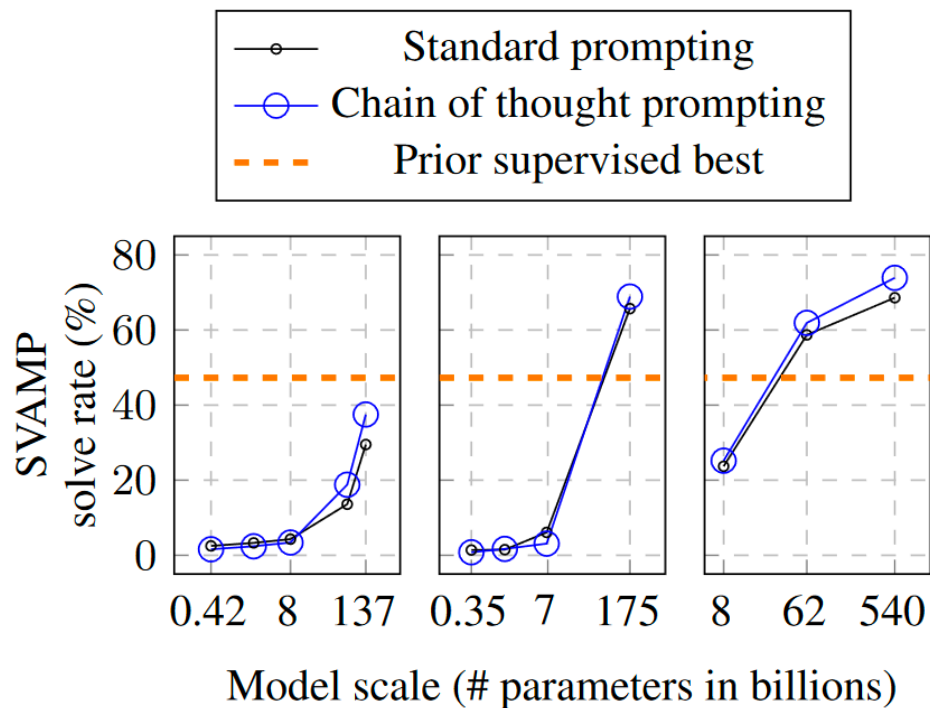 Standard prompting
Chain of thought prompting
Prior supervised best
SVAMP
solve rate (%)
80
60
40
20
0
0.42 8 137
0.35 7 175
8 62 540
Model scale (# parameters in billions)